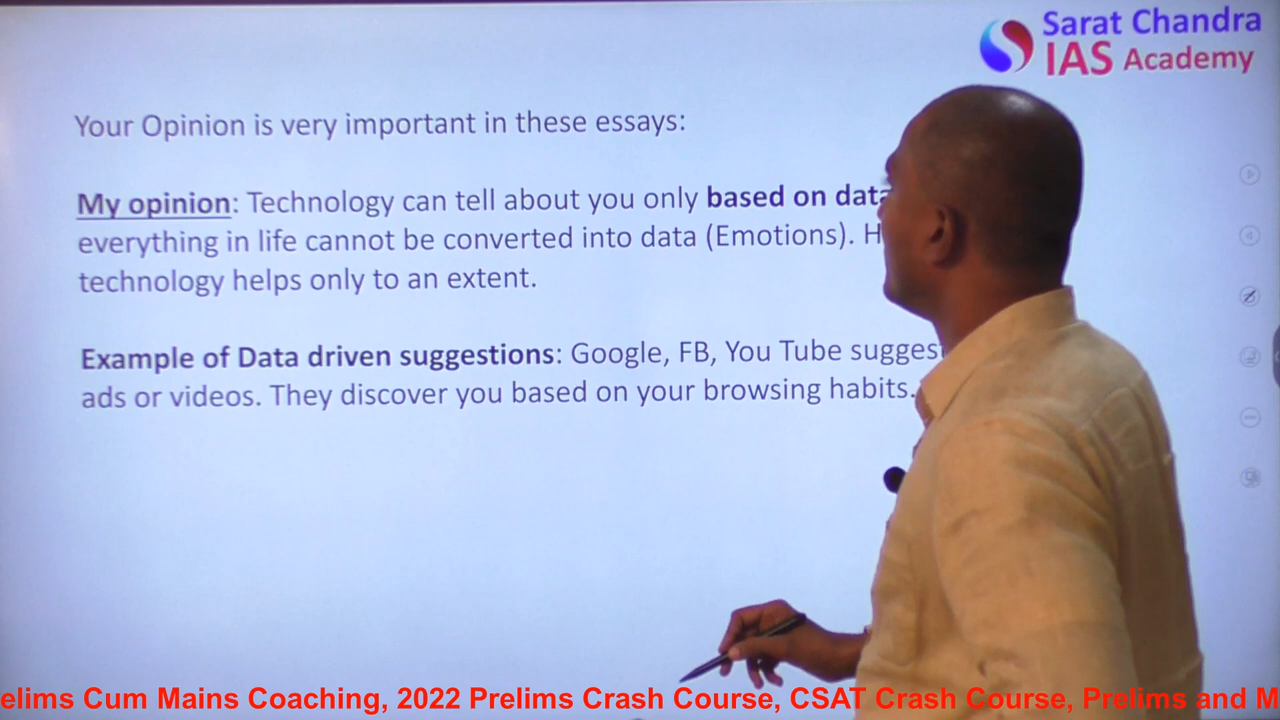 Sarat Chandra
IAS Academy
Your Opinion is very important in these essays:
My opinion: Technology can tell about you only based on data
everything in life cannot be converted into data (Emotions).
technology helps only to an extent.
Example of Data driven suggestions: Google, FB, You Tube suggest
ads or videos. They discover you based on your browsing habits.
elims Cum Mains Coaching, 2022 Prelims Crash Course, CSAT Crash Course, Prelims and M